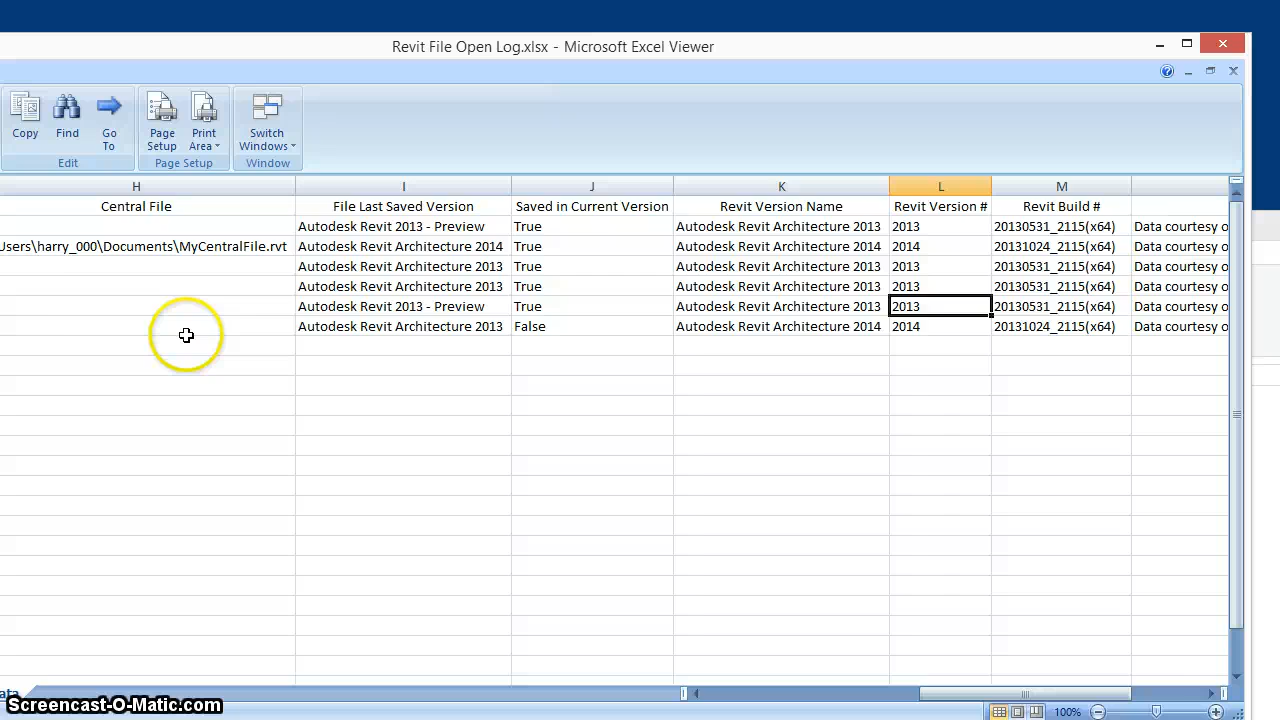 Revit File Open Log.xlsx - Microsoft Excel Viewer
Copy Find Go To Page Setup Print Area Switch Windows
Edit Page Setup Window
H I J K L M
Central File File Last Saved Version Saved in Current Version Revit Version Name Revit Version # Revit Build #
Autodesk Revit 2013 - Preview True Autodesk Revit Architecture 2013 2013 20130531_2115(x64) Data courtesy o
Users\harry_000\Documents\MyCentralFile.rvt Autodesk Revit Architecture 2014 True Autodesk Revit Architecture 2014 2014 20131024_2115(x64) Data courtesy o
Autodesk Revit Architecture 2013 True Autodesk Revit Architecture 2013 2013 20130531_2115(x64) Data courtesy o
Autodesk Revit Architecture 2013 True Autodesk Revit Architecture 2013 2013 20130531_2115(x64) Data courtesy o
Autodesk Revit 2013 - Preview True Autodesk Revit Architecture 2013 2013 20130531_2115(x64) Data courtesy o
Autodesk Revit Architecture 2013 False Autodesk Revit Architecture 2014 2014 20131024_2115(x64) Data courtesy o
Screencast-O-Matic.com
100%